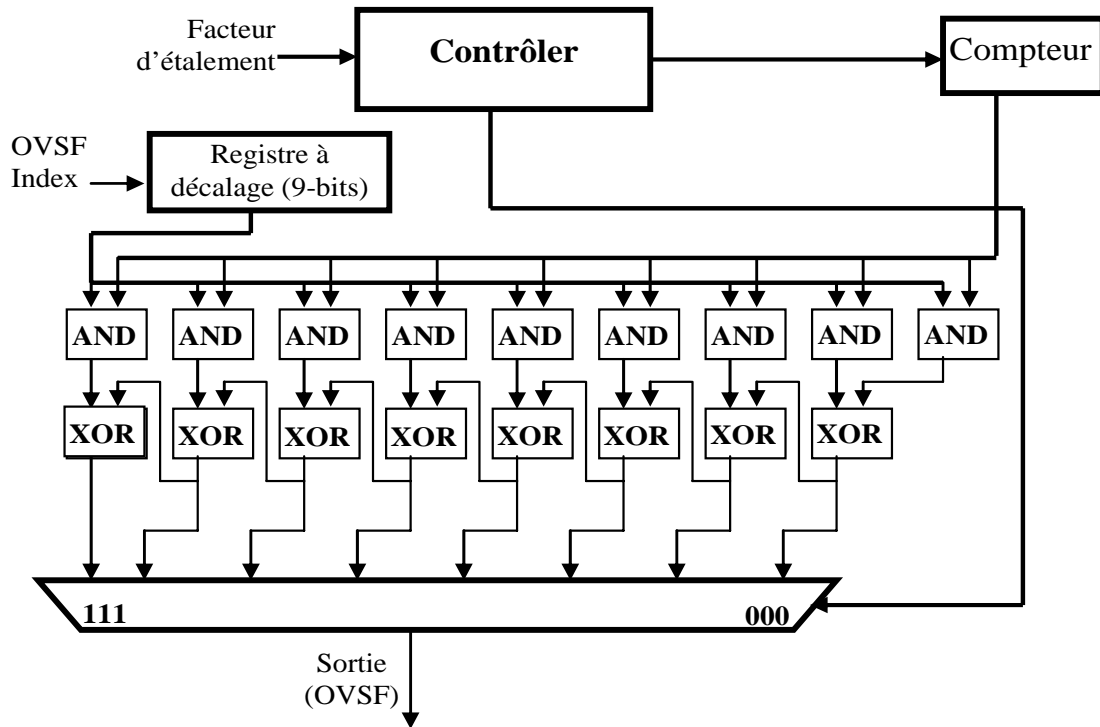 Facteur
d'étalement
Contrôler
Compteur
OVSF
Index
Registre à
décalage (9-bits)
AND AND AND AND AND AND AND AND AND
XOR XOR XOR XOR XOR XOR XOR XOR
111 000
Sortie
(OVSF)